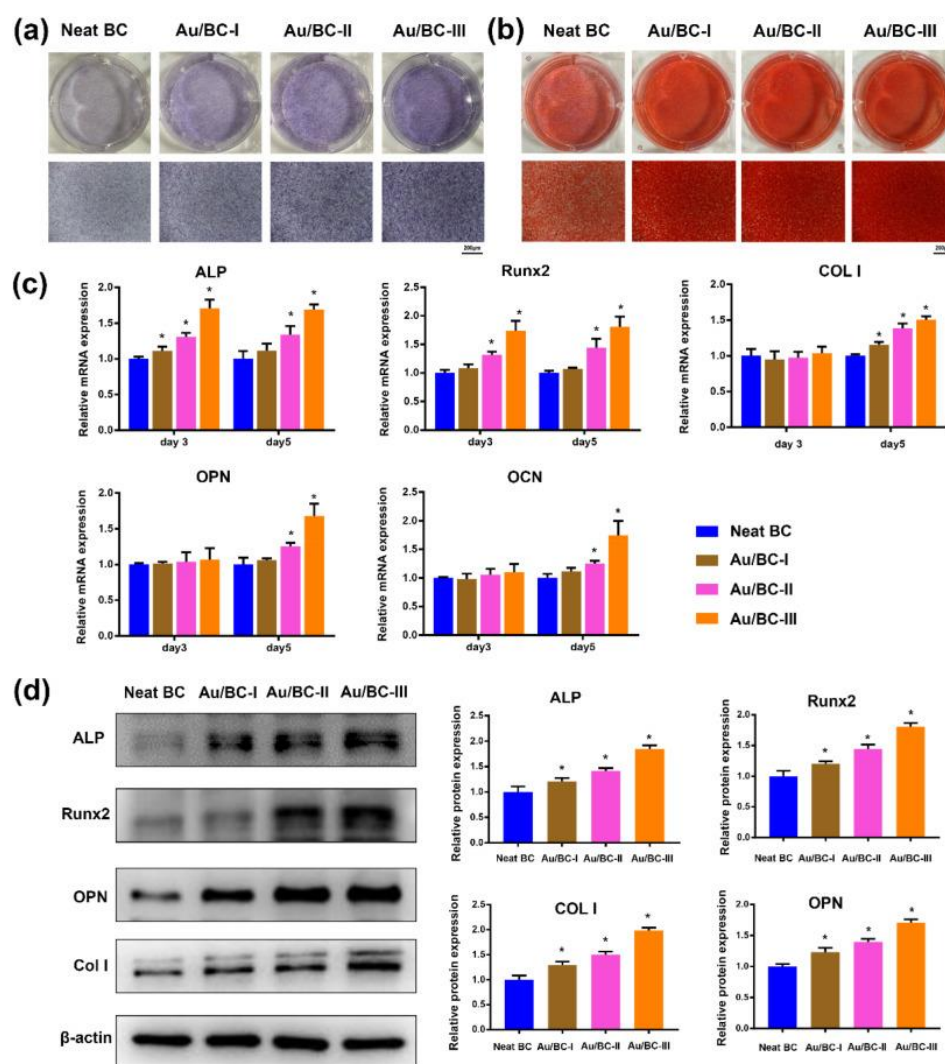 (a) Neat BC Au/BC-I Au/BC-II Au/BC-III
200μm
(b) Neat BC Au/BC-I Au/BC-II Au/BC-III
(c)
ALP
Relative mRNA expression
2.0
1.5
1.0
0.5
0.0
* * * * *
day 3 day5
Runx2
Relative mRNA expression
2.5
2.0
1.5
1.0
0.5
0.0
* * * *
day3 day5
COL I
Relative mRNA expression
2.0
1.5
1.0
0.5
0.0
* * *
day 3 day5
OPN
Relative mRNA expression
2.0
1.5
1.0
0.5
0.0
* *
day3 day5
OCN
Relative mRNA expression
2.5
2.0
1.5
1.0
0.5
0.0
* *
day3 day5
Neat BC
Au/BC-I
Au/BC-II
Au/BC-III
(d)
Neat BC Au/BC-I Au/BC-II Au/BC-III
ALP
Runx2
OPN
Col I
β-actin
ALP
Relative protein expression
2.5
2.0
1.5
1.0
0.5
0.0
* * *
Neat BC Au/BC-I Au/BC-II Au/BC-III
Runx2
Relative protein expression
2.0
1.5
1.0
0.5
0.0
* * *
Neat BC Au/BC-I Au/BC-II Au/BC-III
COL I
Relative protein expression
2.5
2.0
1.5
1.0
0.5
0.0
* * *
Neat BC Au/BC-I Au/BC-II Au/BC-III
OPN
Relative protein expression
2.0
1.5
1.0
0.5
0.0
* * *
Neat BC Au/BC-I Au/BC-II Au/BC-III